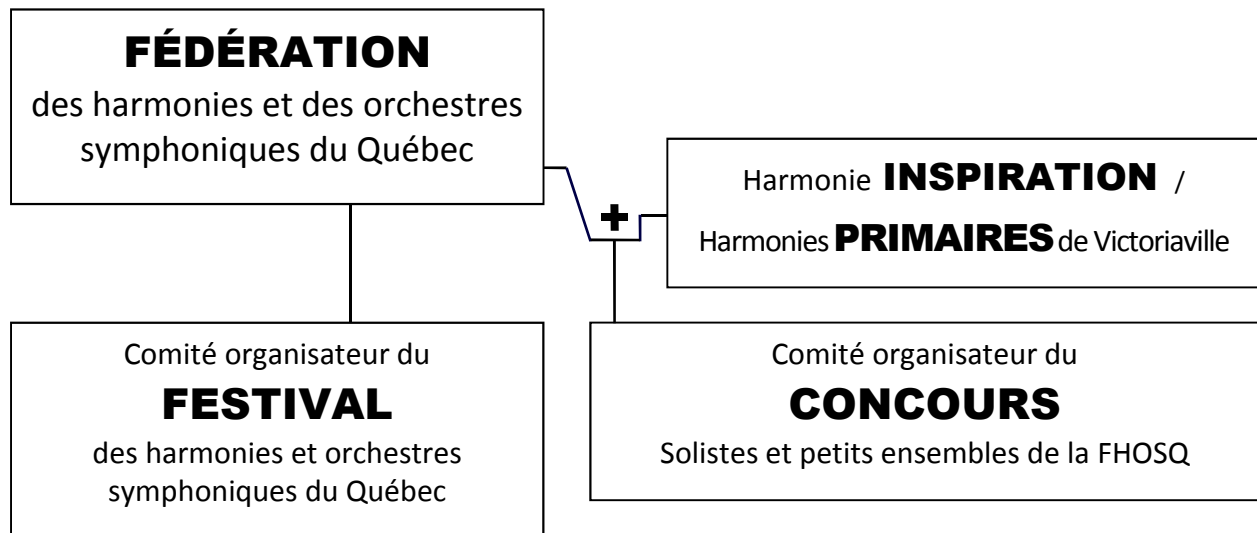 FÉDÉRATION
des harmonies et des orchestres
symphoniques du Québec
Harmonie INSPIRATION /
Harmonies PRIMAIRES de Victoriaville
+
Comité organisateur du
FESTIVAL
des harmonies et orchestres
symphoniques du Québec
Comité organisateur du
CONCOURS
Solistes et petits ensembles de la FHOSQ